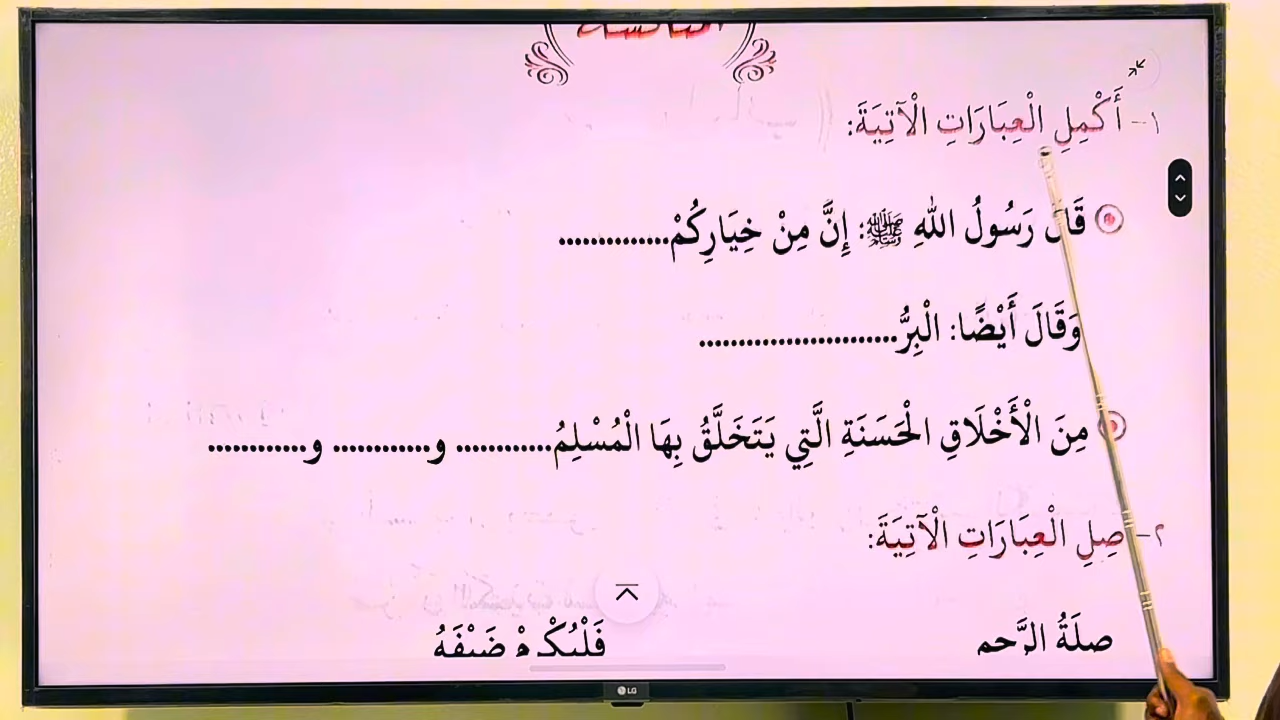 المناقشة
١- أَكْمِلِ الْعِبَارَاتِ الْآتِيَةَ:
قَالَ رَسُولُ اللهِ ﷺ: إِنَّ مِنْ خِيَارِكُمْ..............
وَقَالَ أَيْضًا: الْبِرُّ.........................
مِنَ الْأَخْلَاقِ الْحَسَنَةِ الَّتِي يَتَخَلَّقُ بِهَا الْمُسْلِمُ............ و............ و............
٢- صِلِ الْعِبَارَاتِ الْآتِيَةَ:
صِلَةُ الرَّحِمِ فَلْيُكْرِمْ ضَيْفَهُ
LG